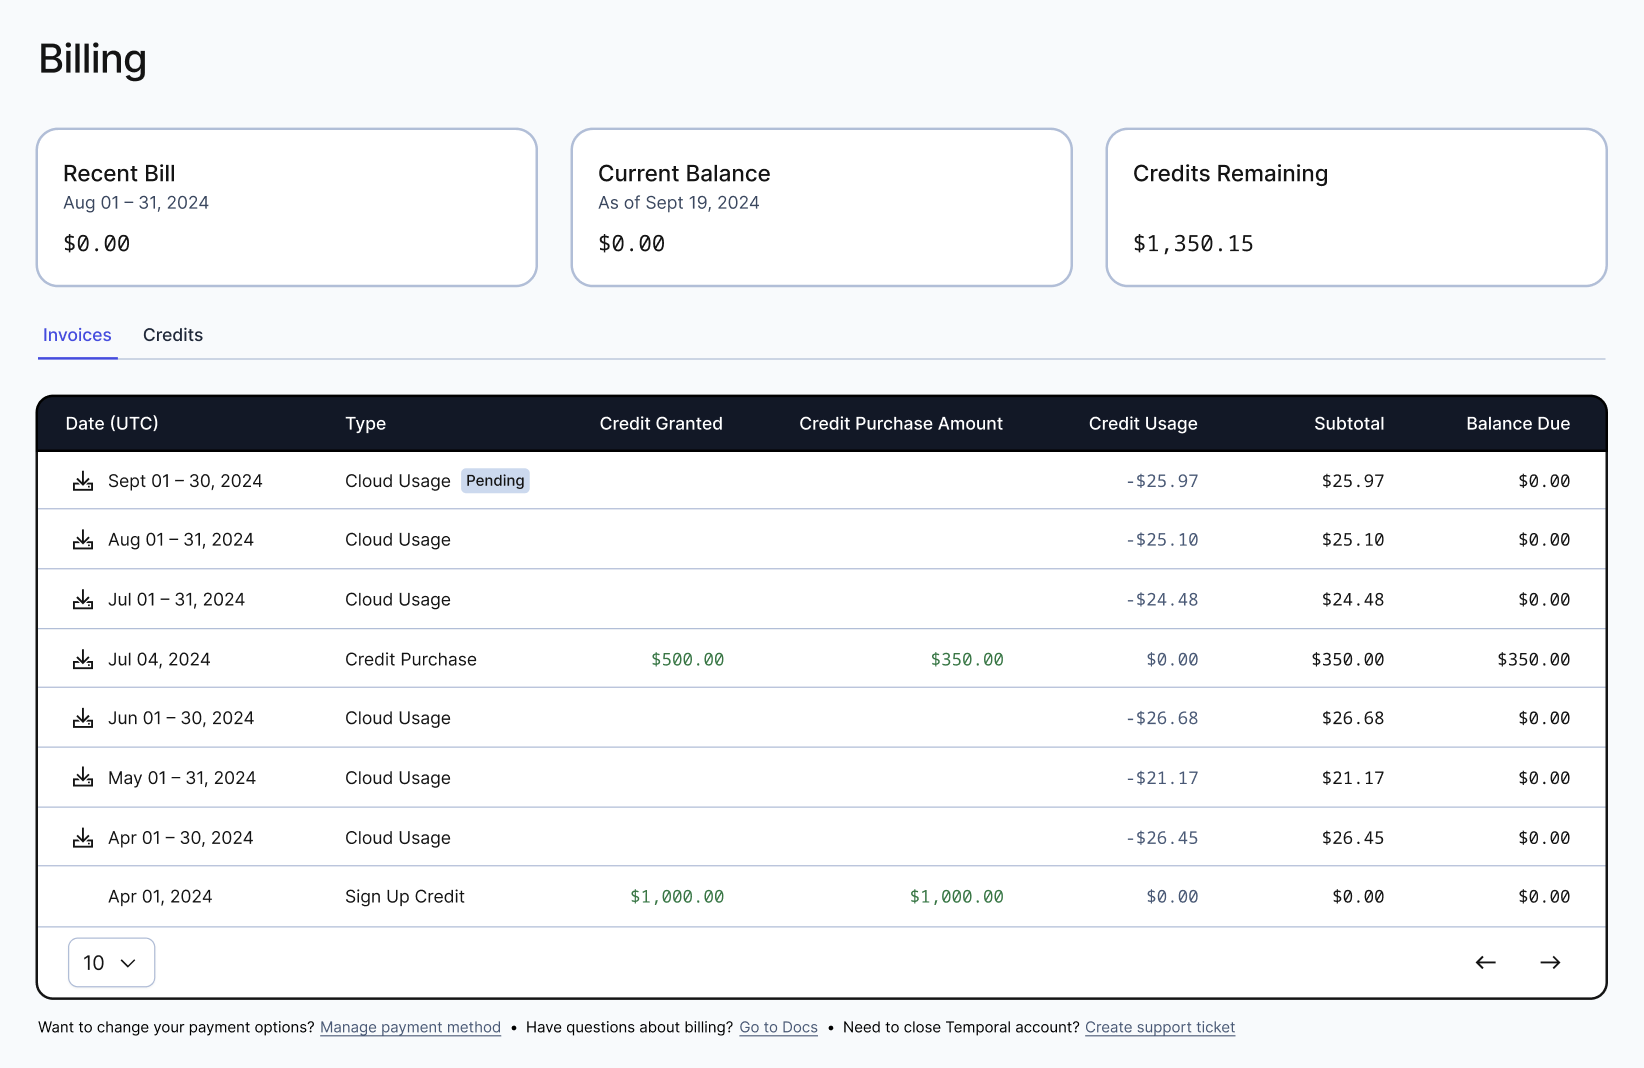 Billing
Recent Bill
Aug 01 – 31, 2024
$0.00
Current Balance
As of Sept 19, 2024
$0.00
Credits Remaining
$1,350.15
Invoices Credits
Date (UTC) Type Credit Granted Credit Purchase Amount Credit Usage Subtotal Balance Due
Sept 01 – 30, 2024 Cloud Usage Pending -$25.97 $25.97 $0.00
Aug 01 – 31, 2024 Cloud Usage -$25.10 $25.10 $0.00
Jul 01 – 31, 2024 Cloud Usage -$24.48 $24.48 $0.00
Jul 04, 2024 Credit Purchase $500.00 $350.00 $0.00 $350.00 $350.00
Jun 01 – 30, 2024 Cloud Usage -$26.68 $26.68 $0.00
May 01 – 31, 2024 Cloud Usage -$21.17 $21.17 $0.00
Apr 01 – 30, 2024 Cloud Usage -$26.45 $26.45 $0.00
Apr 01, 2024 Sign Up Credit $1,000.00 $1,000.00 $0.00 $0.00 $0.00
10
Want to change your payment options? Manage payment method • Have questions about billing? Go to Docs • Need to close Temporal account? Create support ticket